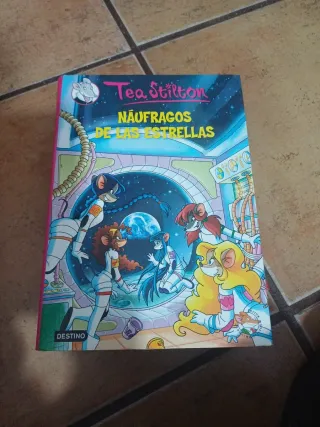 Tea Stilton
NÁUFRAGOS
DE LAS ESTRELLAS
DESTINO